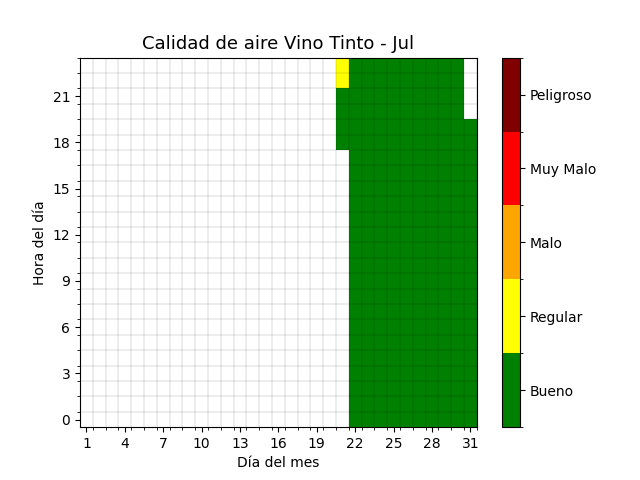 Calidad de aire Vino Tinto - Jul
Hora del día
21
18
15
12
9
6
3
0
1 4 7 10 13 16 19 22 25 28 31
Día del mes
Peligroso
Muy Malo
Malo
Regular
Bueno